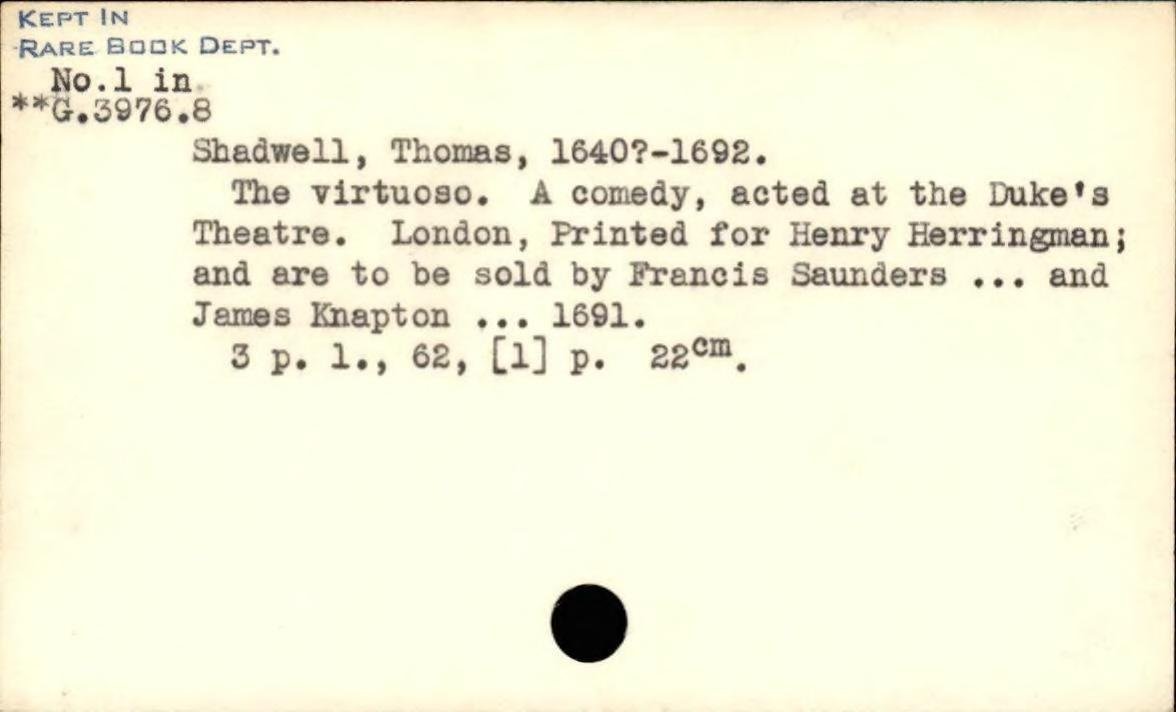 KEPT IN
RARE BOOK DEPT.
No.1 in
**G.3976.8
Shadwell, Thomas, 1640?-1692.
The virtuoso. A comedy, acted at the Duke's
Theatre. London, Printed for Henry Herringman;
and are to be sold by Francis Saunders ... and
James Knapton ... 1691.
3 p. l., 62, [1] p. 22cm.